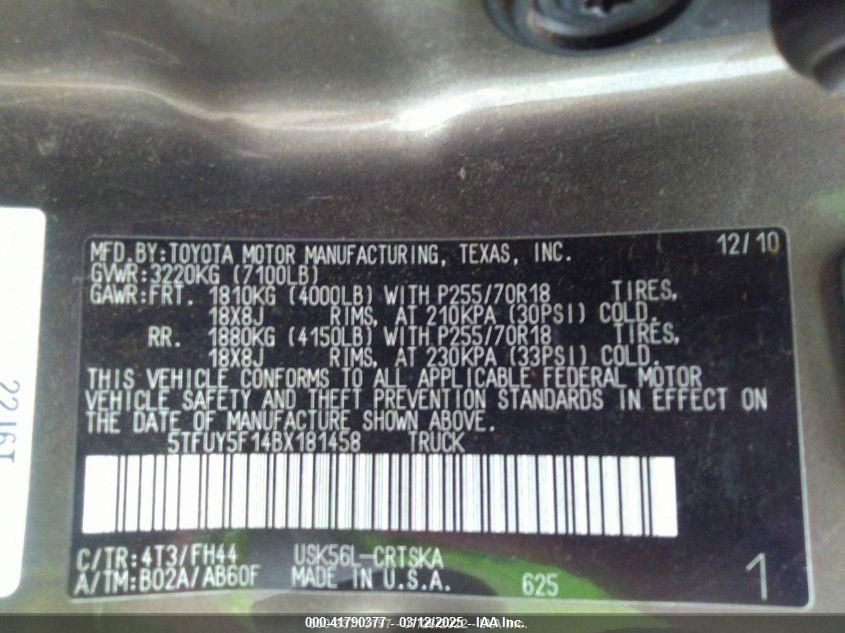 MFD.BY:TOYOTA MOTOR MANUFACTURING, TEXAS, INC. 12/10
GVWR:3220KG (7100LB)
GAWR:FRT. 1810KG (4000LB) WITH P255/70R18 TIRES,
18X8J RIMS, AT 210KPA (30PSI) COLD.
RR. 1880KG (4150LB) WITH P255/70R18 TIRES,
18X8J RIMS, AT 230KPA (33PSI) COLD.
THIS VEHICLE CONFORMS TO ALL APPLICABLE FEDERAL MOTOR
VEHICLE SAFETY AND THEFT PREVENTION STANDARDS IN EFFECT ON
THE DATE OF MANUFACTURE SHOWN ABOVE.
5TFUY5F14BX181458 TRUCK
C/TR:4T3/FH44 USK56L-CRTSKA
A/TM:B02A/AB60F MADE IN U.S.A. 625 1
000-41790377 - 03/12/2025 - IAA Inc.